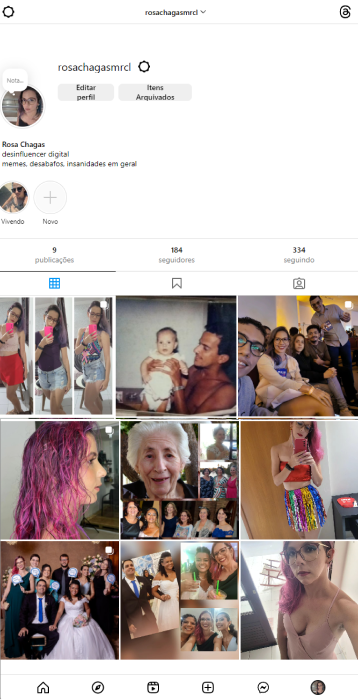 rosachagasmrcl
rosachagasmrcl
Nota...
Editar
perfil
Itens
Arquivados
Rosa Chagas
desinfluencer digital
memes, desabafos, insanidades em geral
Vivendo
Novo
9
publicações
184
seguidores
334
seguindo